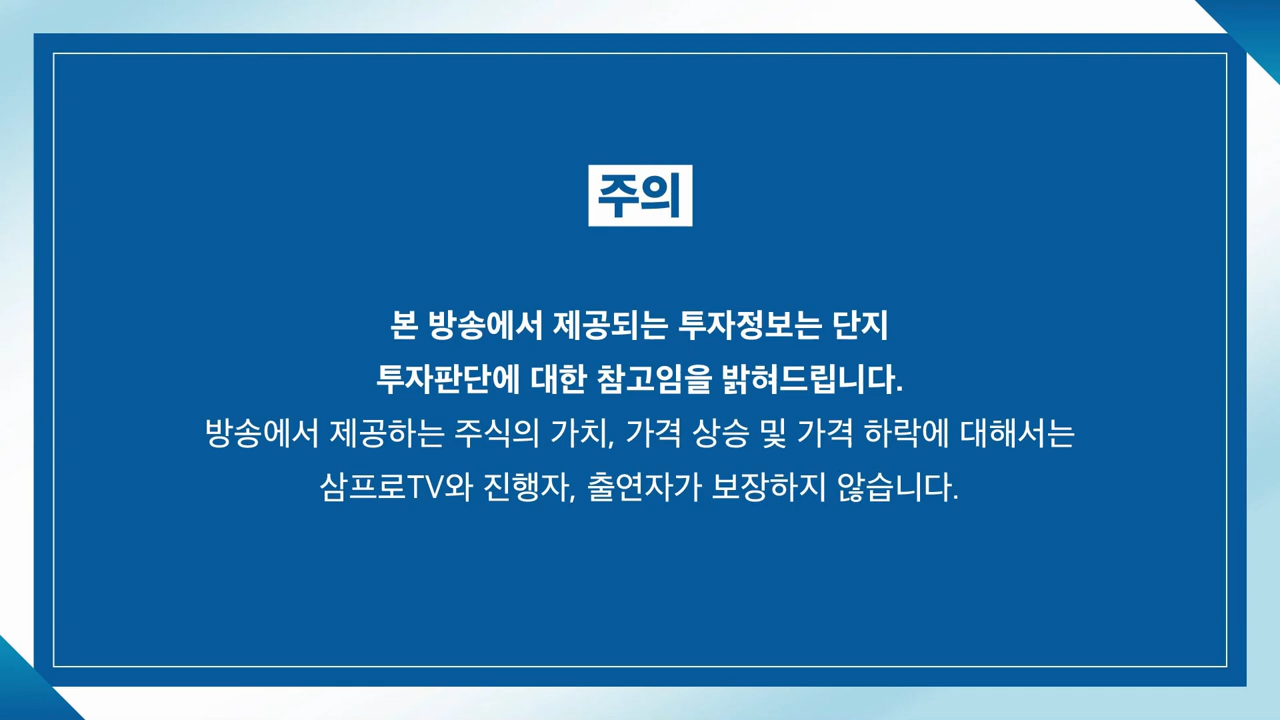 주의
본 방송에서 제공되는 투자정보는 단지
투자판단에 대한 참고임을 밝혀드립니다.
방송에서 제공하는 주식의 가치, 가격 상승 및 가격 하락에 대해서는
삼프로TV와 진행자, 출연자가 보장하지 않습니다.